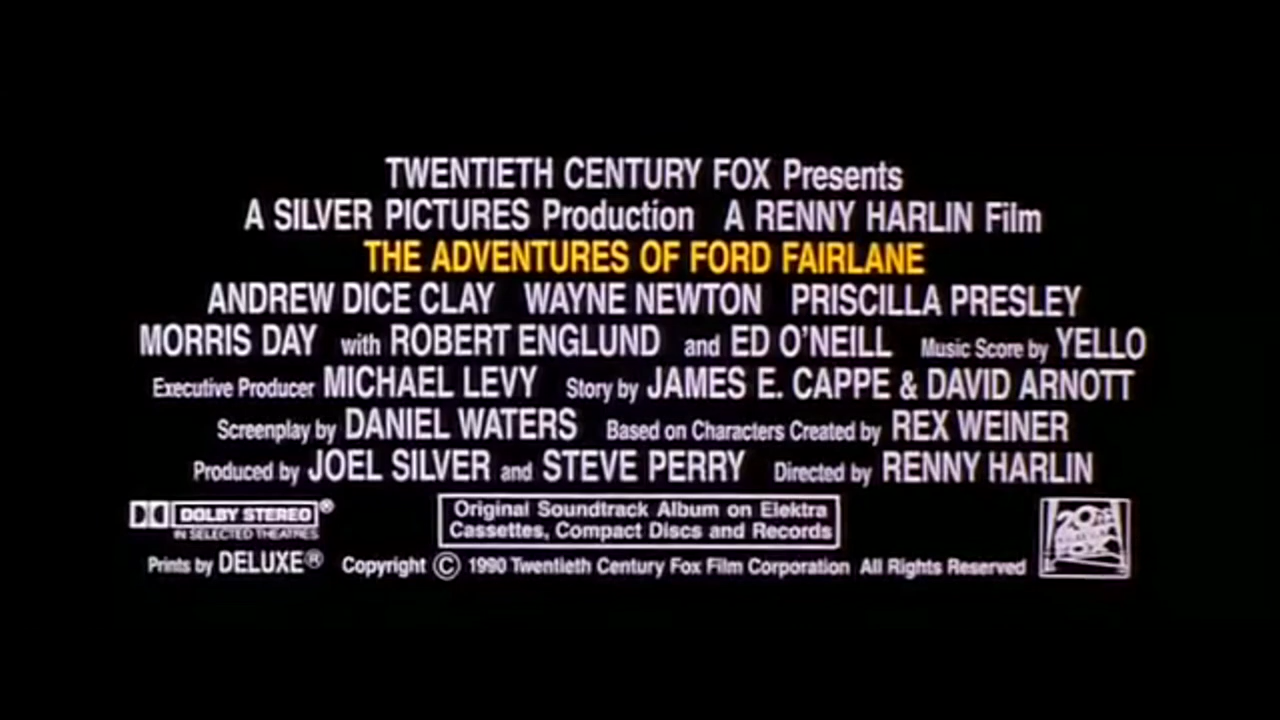 TWENTIETH CENTURY FOX Presents
A SILVER PICTURES Production A RENNY HARLIN Film
THE ADVENTURES OF FORD FAIRLANE
ANDREW DICE CLAY WAYNE NEWTON PRISCILLA PRESLEY
MORRIS DAY with ROBERT ENGLUND and ED O'NEILL Music Score by YELLO
Executive Producer MICHAEL LEVY Story by JAMES E. CAPPE & DAVID ARNOTT
Screenplay by DANIEL WATERS Based on Characters Created by REX WEINER
Produced by JOEL SILVER and STEVE PERRY Directed by RENNY HARLIN
DOLBY STEREO®
IN SELECTED THEATRES
Original Soundtrack Album on Elektra
Cassettes, Compact Discs and Records
Prints by DELUXE® Copyright © 1990 Twentieth Century Fox Film Corporation All Rights Reserved
20th
CENTURY
FOX